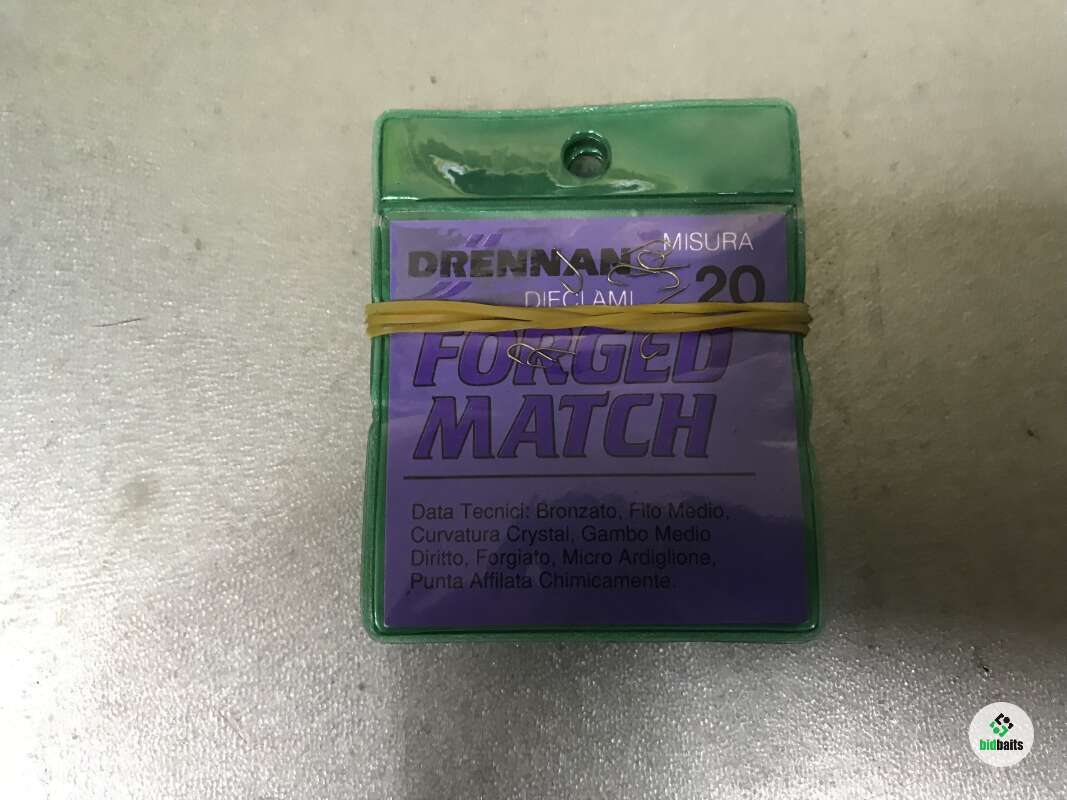 DRENNAN
MISURA
20
DIECI AMI
FORGED
MATCH
Data Tecnici: Bronzato, Filo Medio,
Curvatura Crystal, Gambo Medio
Diritto, Forgiato, Micro Ardiglione,
Punta Affilata Chimicamente.
bidbaits